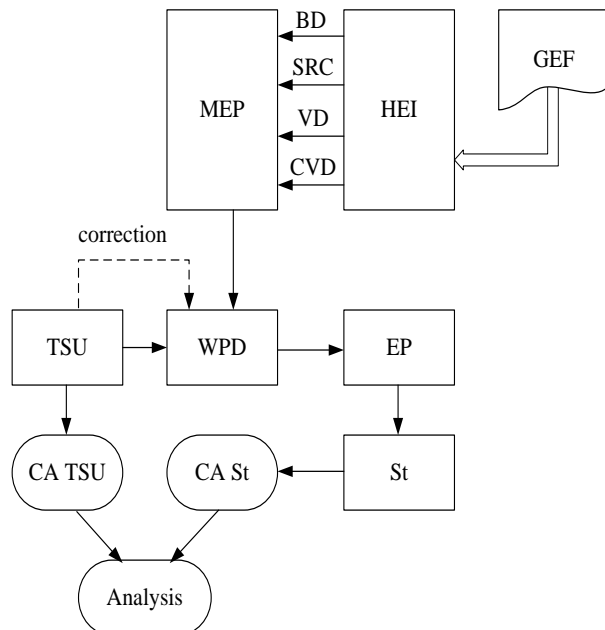 BD
SRC
VD
CVD
MEP
HEI
GEF
correction
TSU
WPD
EP
CA TSU
CA St
St
Analysis